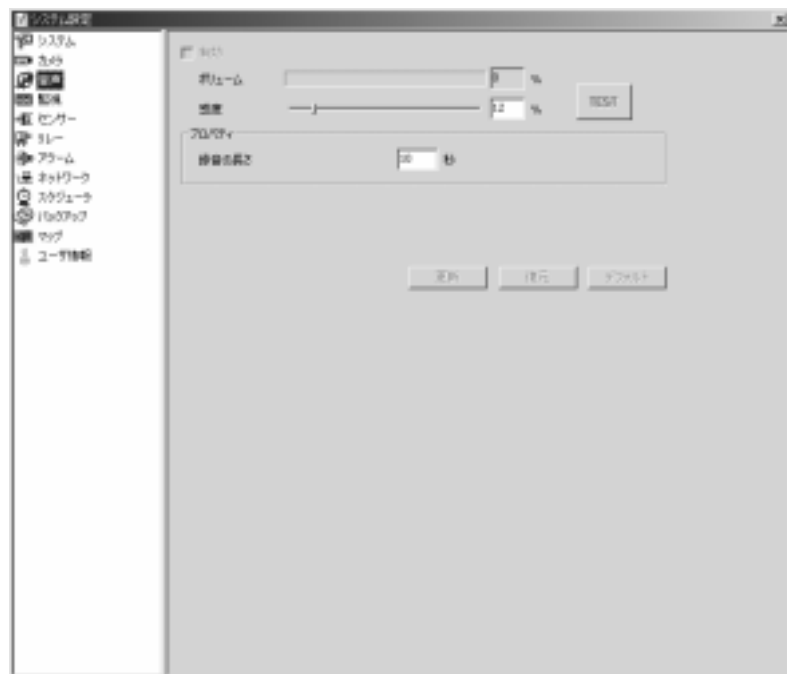 システム設定
システム
カメラ
音声
監視
センサー
リレー
アラーム
ネットワーク
スケジューラ
バックアップ
マップ
ユーザ情報
有効
ボリューム 0 %
感度 12 % TEST
プロパティ
録音の長さ 10 秒
更新 復元 デフォルト